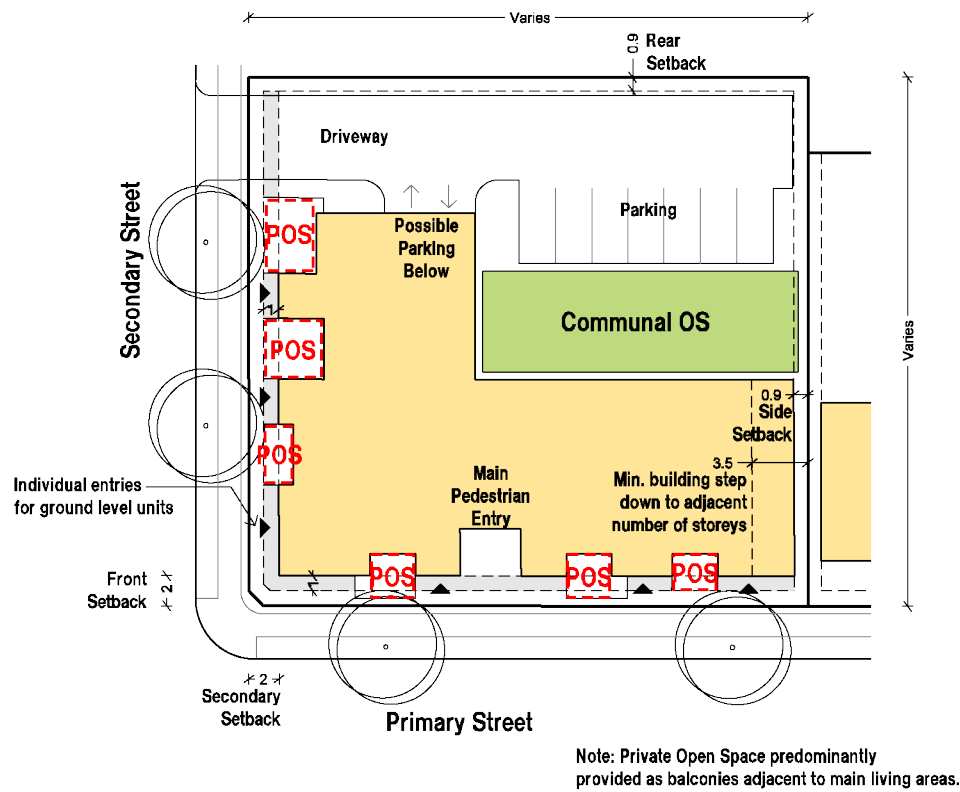 Varies
0.9
Rear
Setback
Driveway
Secondary Street
POS
Possible
Parking
Below
Parking
Communal OS
Varies
1
POS
0.9
Side
Setback
POS
3.5
Main
Pedestrian
Entry
Min. building step
down to adjacent
number of storeys
Individual entries
for ground level units
Front
Setback
2
1
POS
POS
POS
2
Secondary
Setback
Primary Street
Note: Private Open Space predominantly
provided as balconies adjacent to main living areas.